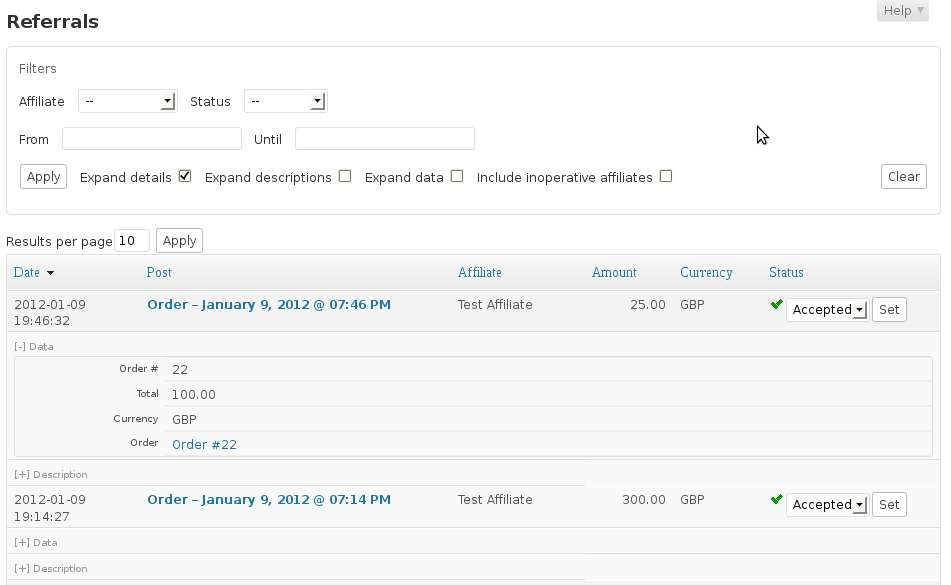 Help
Referrals
Filters
Affiliate -- Status --
From Until
Apply Expand details Expand descriptions Expand data Include inoperative affiliates Clear
Results per page 10 Apply
Date Post Affiliate Amount Currency Status
2012-01-09 Order – January 9, 2012 @ 07:46 PM Test Affiliate 25.00 GBP Accepted Set
19:46:32
[-] Data
Order # 22
Total 100.00
Currency GBP
Order Order #22
[+] Description
2012-01-09 Order – January 9, 2012 @ 07:14 PM Test Affiliate 300.00 GBP Accepted Set
19:14:27
[+] Data
[+] Description